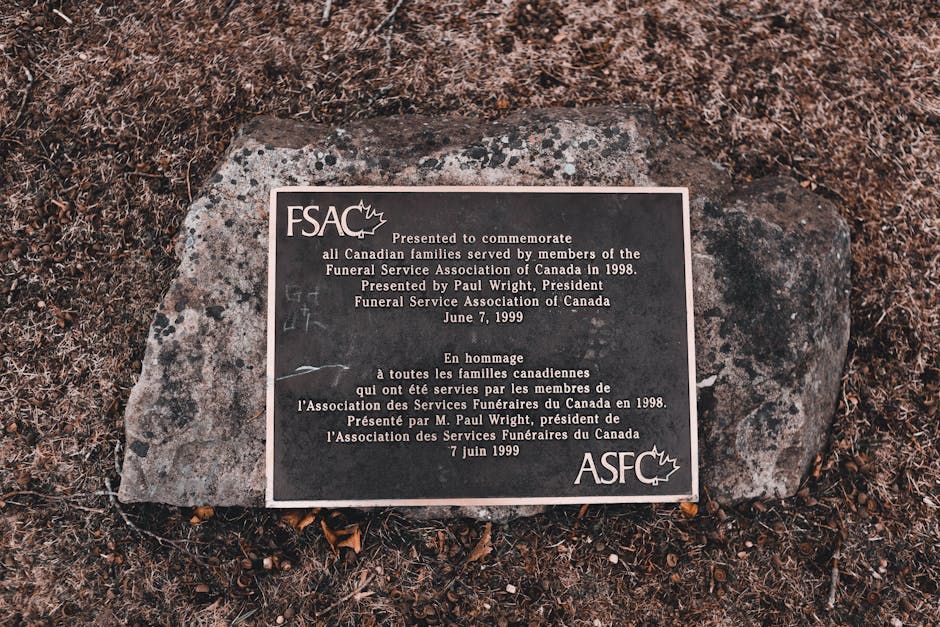 FSAC
Presented to commemorate
all Canadian families served by members of the
Funeral Service Association of Canada in 1998.
Presented by Paul Wright, President
Funeral Service Association of Canada
June 7, 1999
En hommage
à toutes les familles canadiennes
qui ont été servies par les membres de
l'Association des Services Funéraires du Canada en 1998.
Présenté par M. Paul Wright, président de
l'Association des Services Funéraires du Canada
7 juin 1999
ASFC